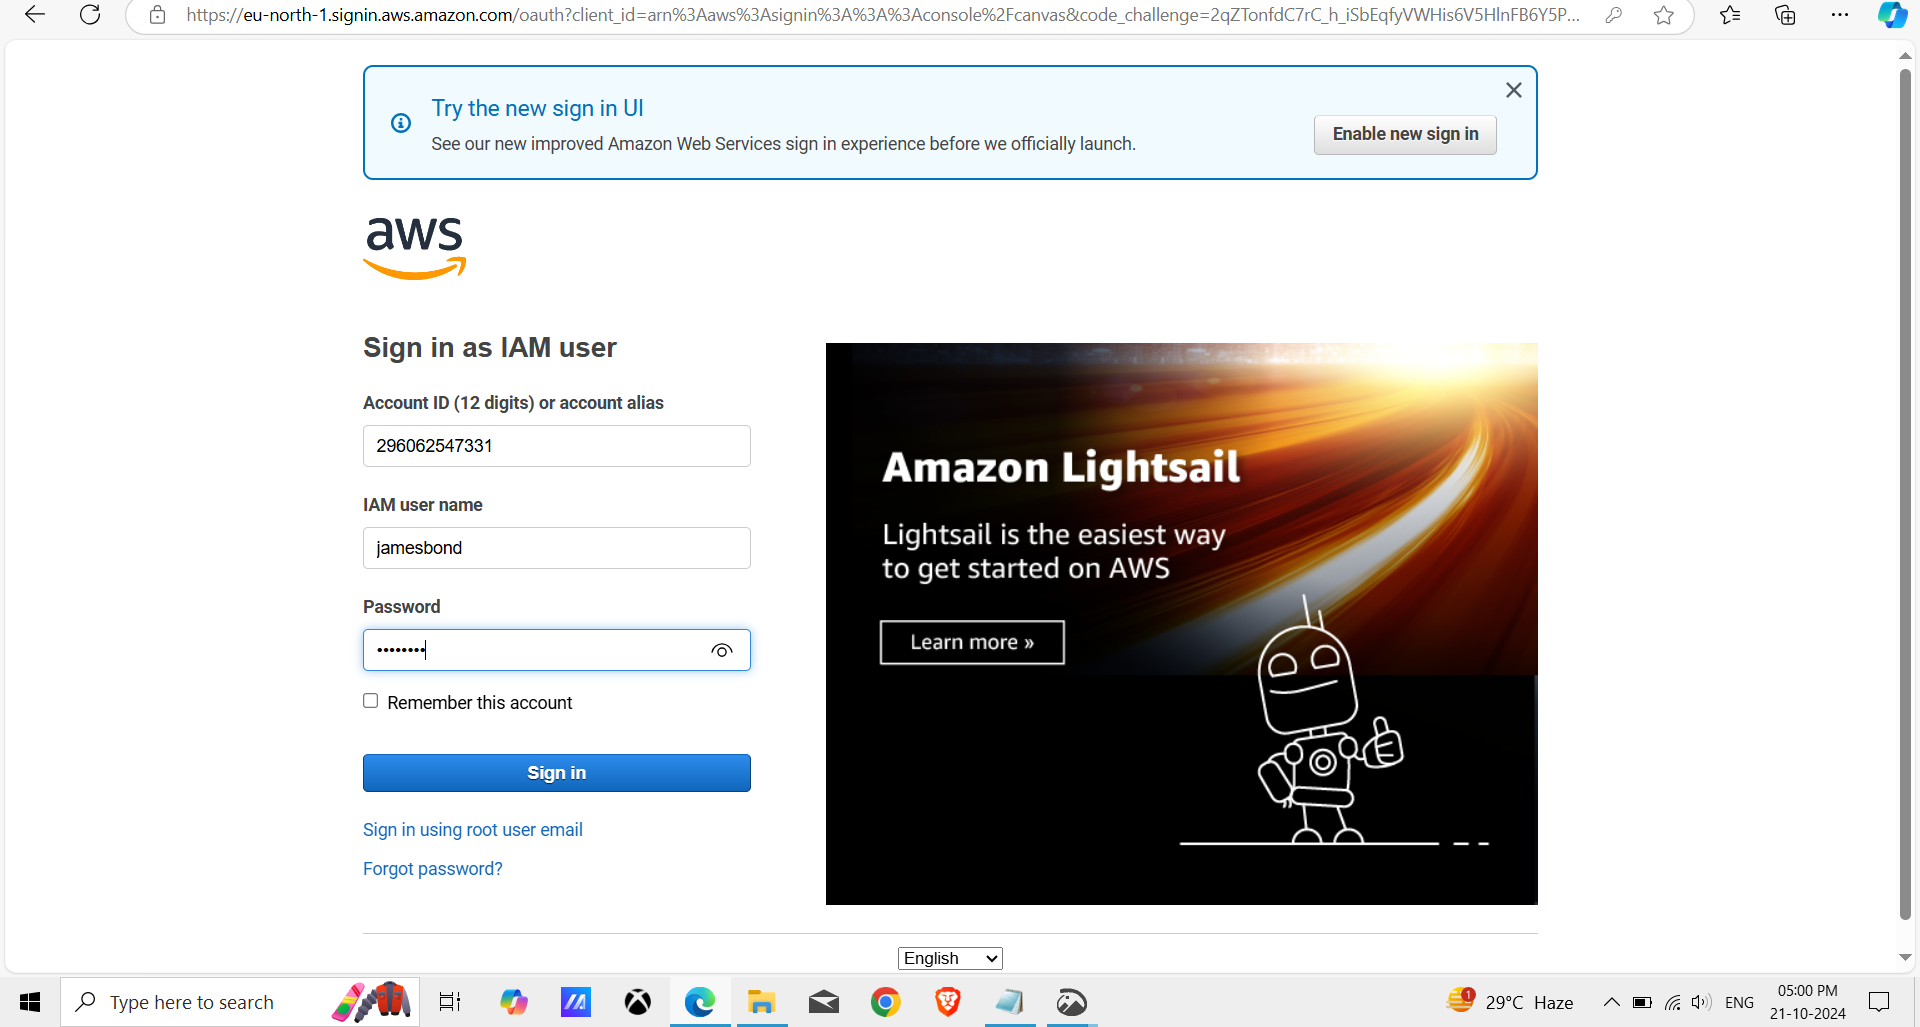 https://eu-north-1.signin.aws.amazon.com/oauth?client_id=arn%3Aaws%3Asignin%3A%3A%3Aconsole%2Fcanvas&code_challenge=2qZTonfdC7rC_h_iSbEqfyVWHis6V5HlnFB6Y5P...
Try the new sign in UI
See our new improved Amazon Web Services sign in experience before we officially launch.
Enable new sign in
aws
Sign in as IAM user
Account ID (12 digits) or account alias
296062547331
IAM user name
jamesbond
Password
••••••••
Remember this account
Sign in
Sign in using root user email
Forgot password?
Amazon Lightsail
Lightsail is the easiest way
to get started on AWS
Learn more »
English
Type here to search
1
29°C Haze
ENG
05:00 PM
21-10-2024